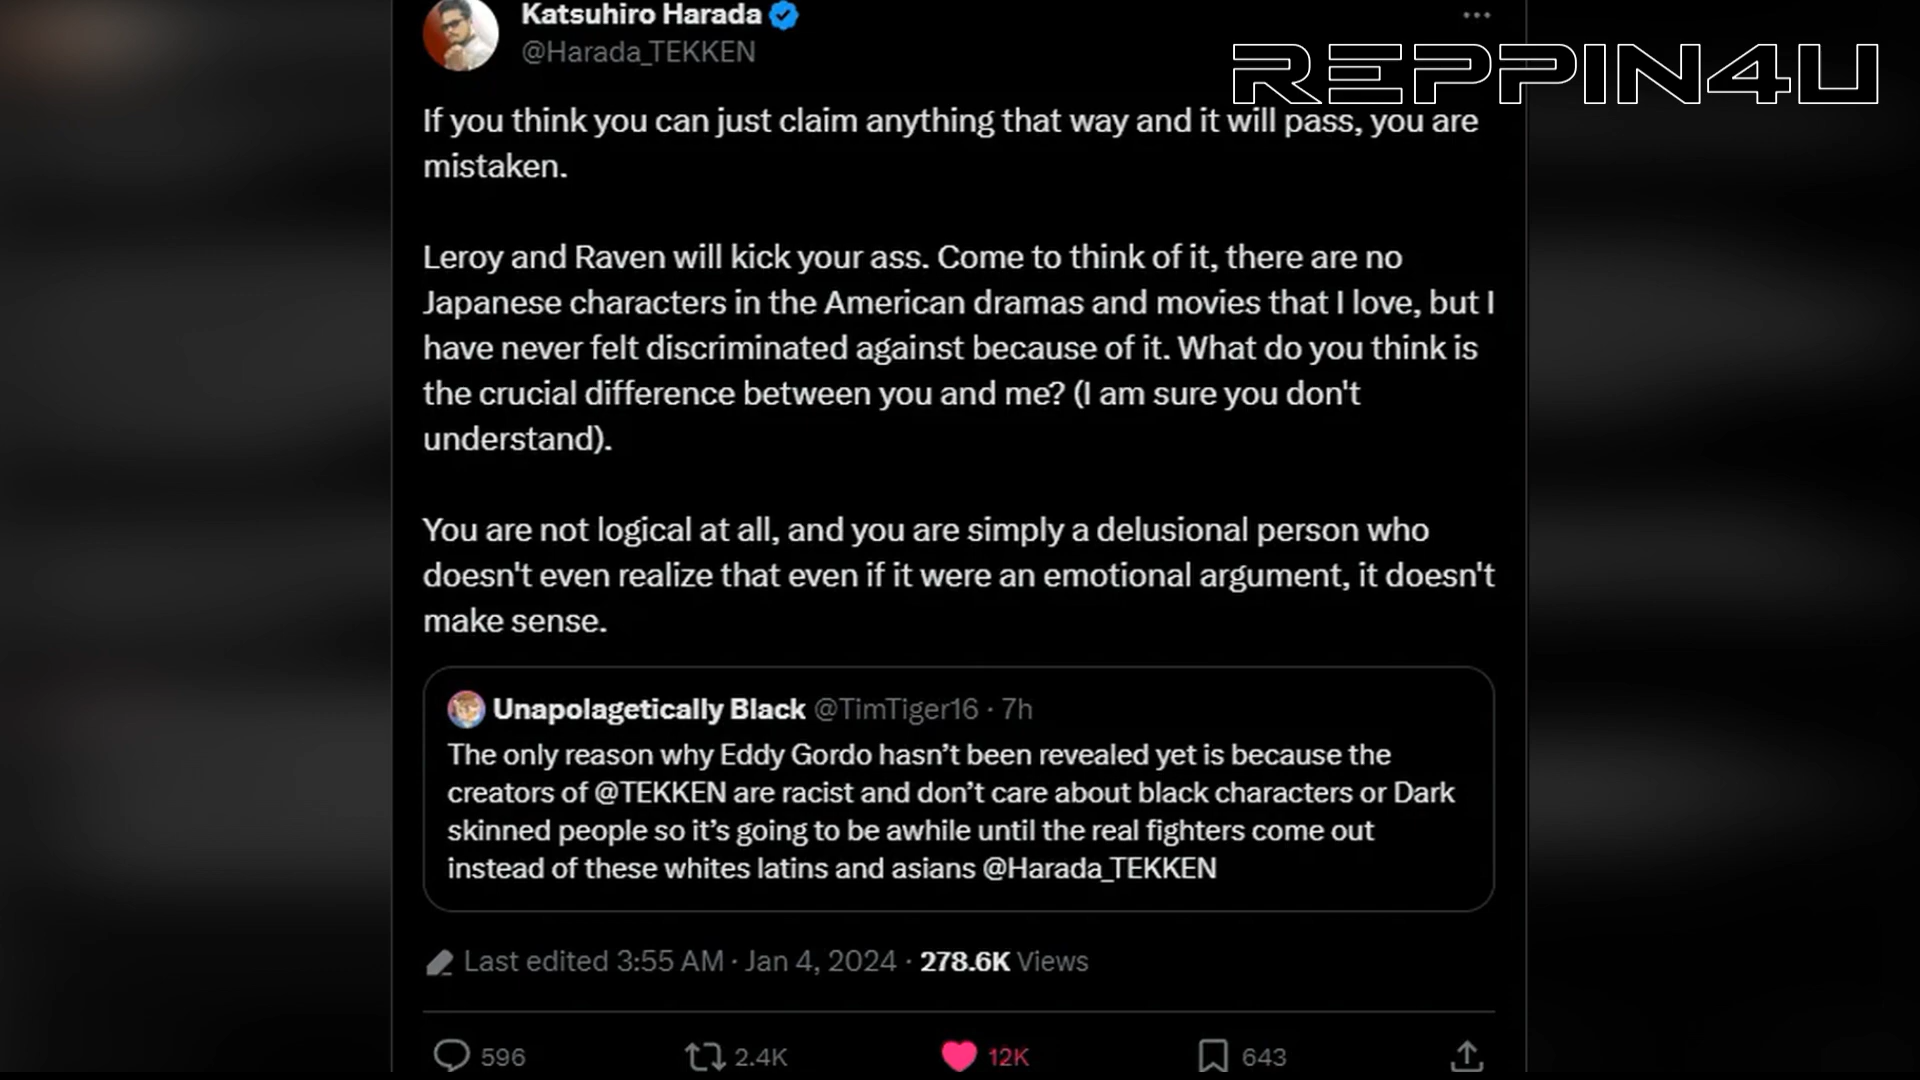 Katsuhiro Harada
@Harada_TEKKEN
REPPIN4U
If you think you can just claim anything that way and it will pass, you are
mistaken.
Leroy and Raven will kick your ass. Come to think of it, there are no
Japanese characters in the American dramas and movies that I love, but I
have never felt discriminated against because of it. What do you think is
the crucial difference between you and me? (I am sure you don't
understand).
You are not logical at all, and you are simply a delusional person who
doesn't even realize that even if it were an emotional argument, it doesn't
make sense.
Unapolagetically Black @TimTiger16 · 7h
The only reason why Eddy Gordo hasn’t been revealed yet is because the
creators of @TEKKEN are racist and don’t care about black characters or Dark
skinned people so it’s going to be awhile until the real fighters come out
instead of these whites latins and asians @Harada_TEKKEN
Last edited 3:55 AM · Jan 4, 2024 · 278.6K Views
596 2.4K 12K 643